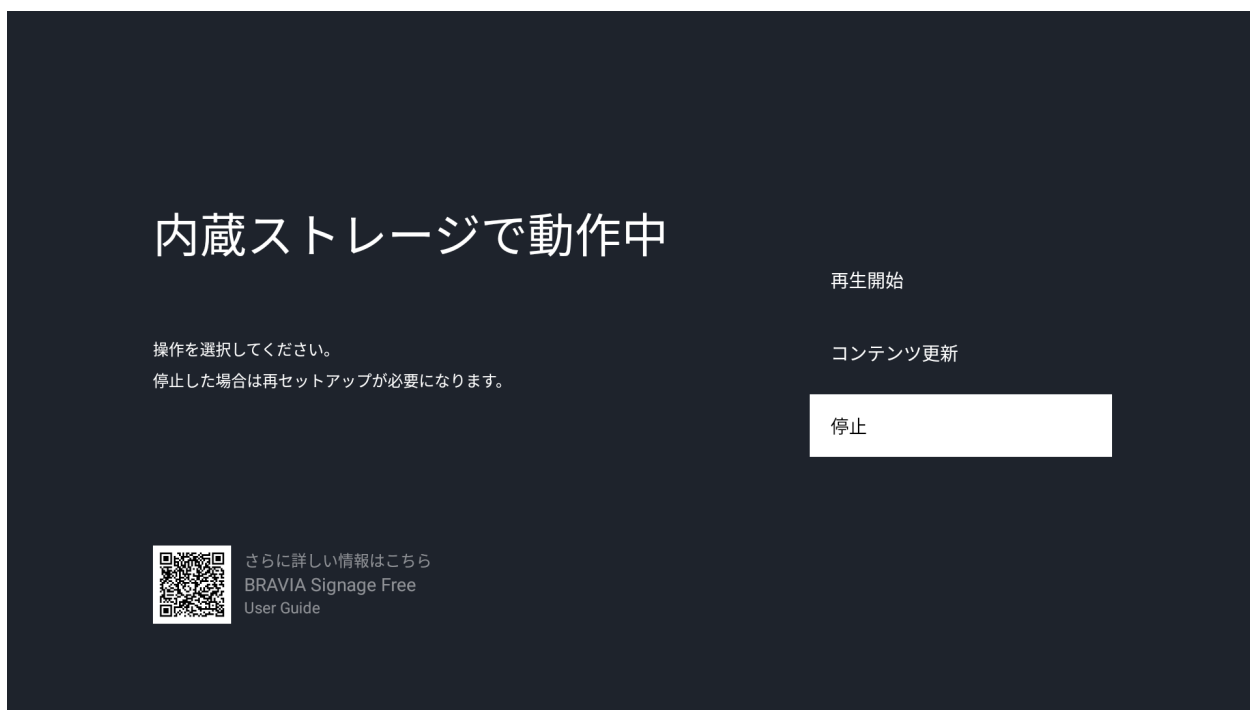 内蔵ストレージで動作中
操作を選択してください。
停止した場合は再セットアップが必要になります。
再生開始
コンテンツ更新
停止
さらに詳しい情報はこちら
BRAVIA Signage Free
User Guide